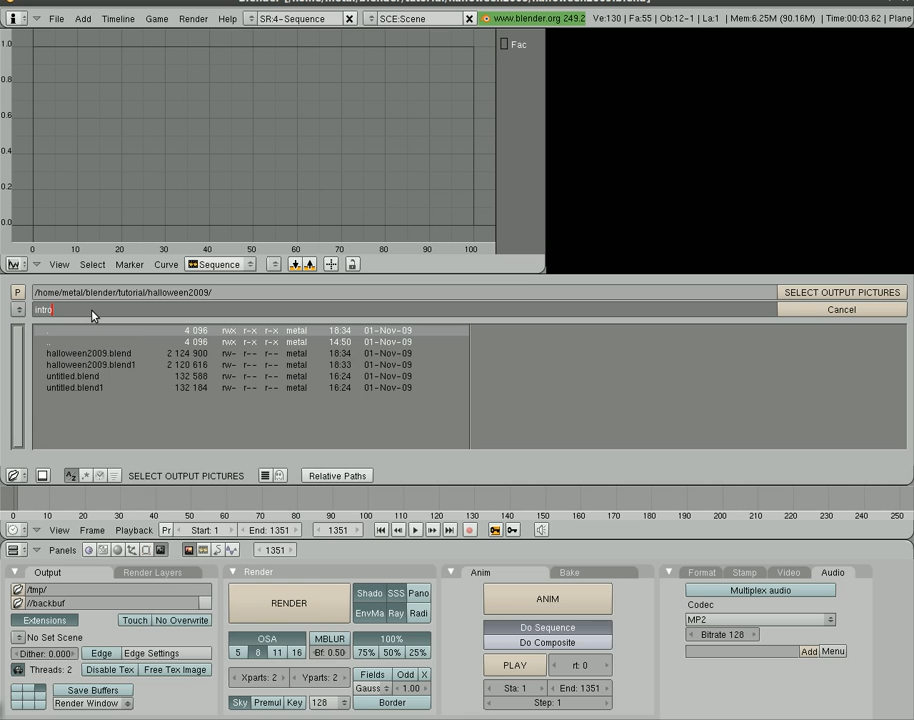 Blender [/home/metal/blender/tutorial/halloween2009/halloween2009.blend]
File Add Timeline Game Render Help SR:4-Sequence SCE:Scene www.blender.org 249.2 Ve:130 | Fa:55 | Ob:12-1 | La:1 | Mem:6.25M (90.16M) | Time:00:03.62 | Plane
1.0
Fac
0.8
0.6
0.4
0.2
0.0
0 10 20 30 40 50 60 70 80 90 100
View Select Marker Curve Sequence
P /home/metal/blender/tutorial/halloween2009/ SELECT OUTPUT PICTURES
intro Cancel
. 4 096 rwx r-x r-x metal 18:34 01-Nov-09
.. 4 096 rwx r-x r-x metal 14:50 01-Nov-09
halloween2009.blend 2 124 900 rw- r-- r-- metal 18:34 01-Nov-09
halloween2009.blend1 2 120 616 rw- r-- r-- metal 18:33 01-Nov-09
untitled.blend 132 588 rw- r-- r-- metal 16:24 01-Nov-09
untitled.blend1 132 184 rw- r-- r-- metal 16:24 01-Nov-09
SELECT OUTPUT PICTURES Relative Paths
0 10 20 30 40 50 60 70 80 90 100 110 120 130 140 150 160 170 180 190 200 210 220 230 240 250
View Frame Playback Pr Start: 1 End: 1351 1351
Panels 1351
Output Render Layers Render Anim Bake Format Stamp Video Audio
/tmp/
//backbuf
Extensions Touch No Overwrite
No Set Scene
Dither: 0.000 Edge Edge Settings
Threads: 2 Disable Tex Free Tex Image
Save Buffers
Render Window
RENDER Shado SSS Pano
EnvMa Ray Radi
OSA MBLUR 100%
5 8 11 16 Bf: 0.50 75% 50% 25%
Xparts: 2 Yparts: 2 Fields Odd X
Gauss 1.00
Sky Premul Key 128 Border
ANIM
Do Sequence
Do Composite
PLAY rt: 0
Sta: 1 End: 1351
Step: 1
Multiplex audio
Codec
MP2
Bitrate 128
Add Menu